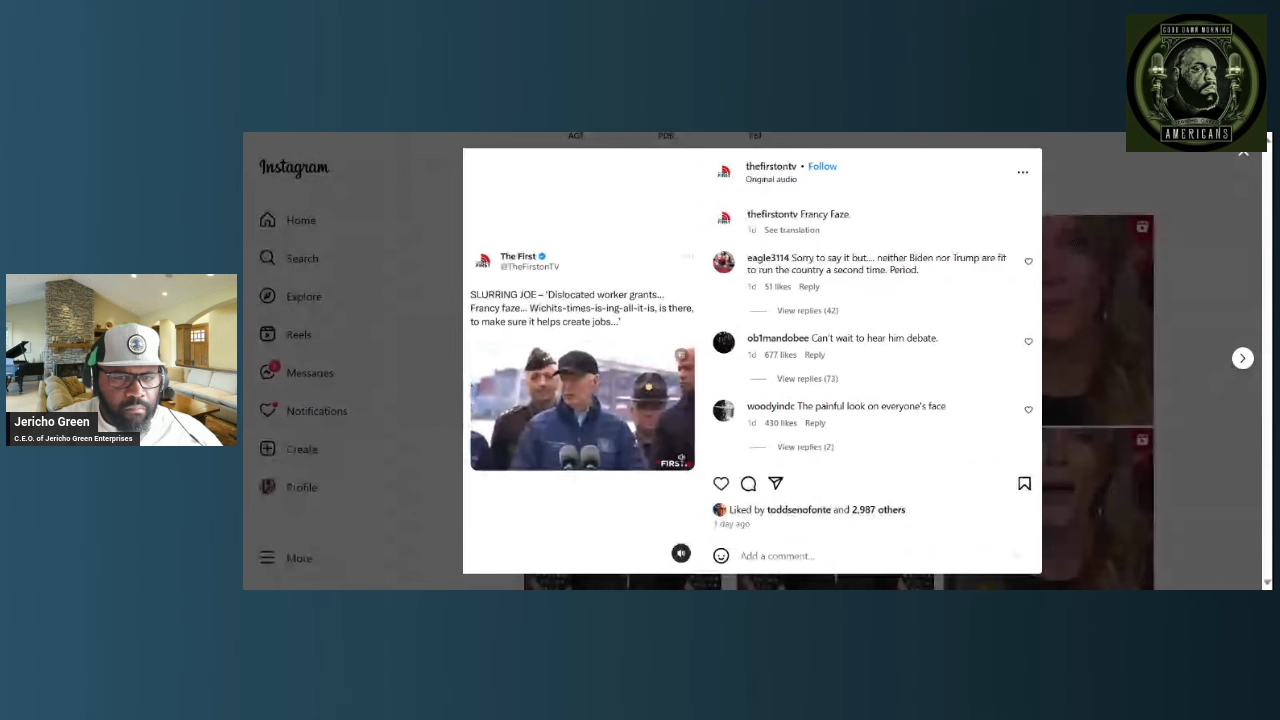 GOOD DAMN MORNING
AMERICANS
Instagram
Home
Search
Explore
Reels
Messages
Notifications
Create
Profile
More
The First
@TheFirstonTV
SLURRING JOE – 'Dislocated worker grants...
Francy faze... Wichits-times-is-ing-all-it-is, is there,
to make sure it helps create jobs...'
FIRST
thefirstontv • Follow
Original audio
thefirstontv Francy Faze.
1d See translation
eagle3114 Sorry to say it but.... neither Biden nor Trump are fit
to run the country a second time. Period.
1d 51 likes Reply
View replies (42)
ob1mandobee Can't wait to hear him debate.
1d 677 likes Reply
View replies (73)
woodyindc The painful look on everyone's face
1d 430 likes Reply
View replies (2)
Liked by toddsenofonte and 2,987 others
1 day ago
Add a comment...
Jericho Green
C.E.O. of Jericho Green Enterprises